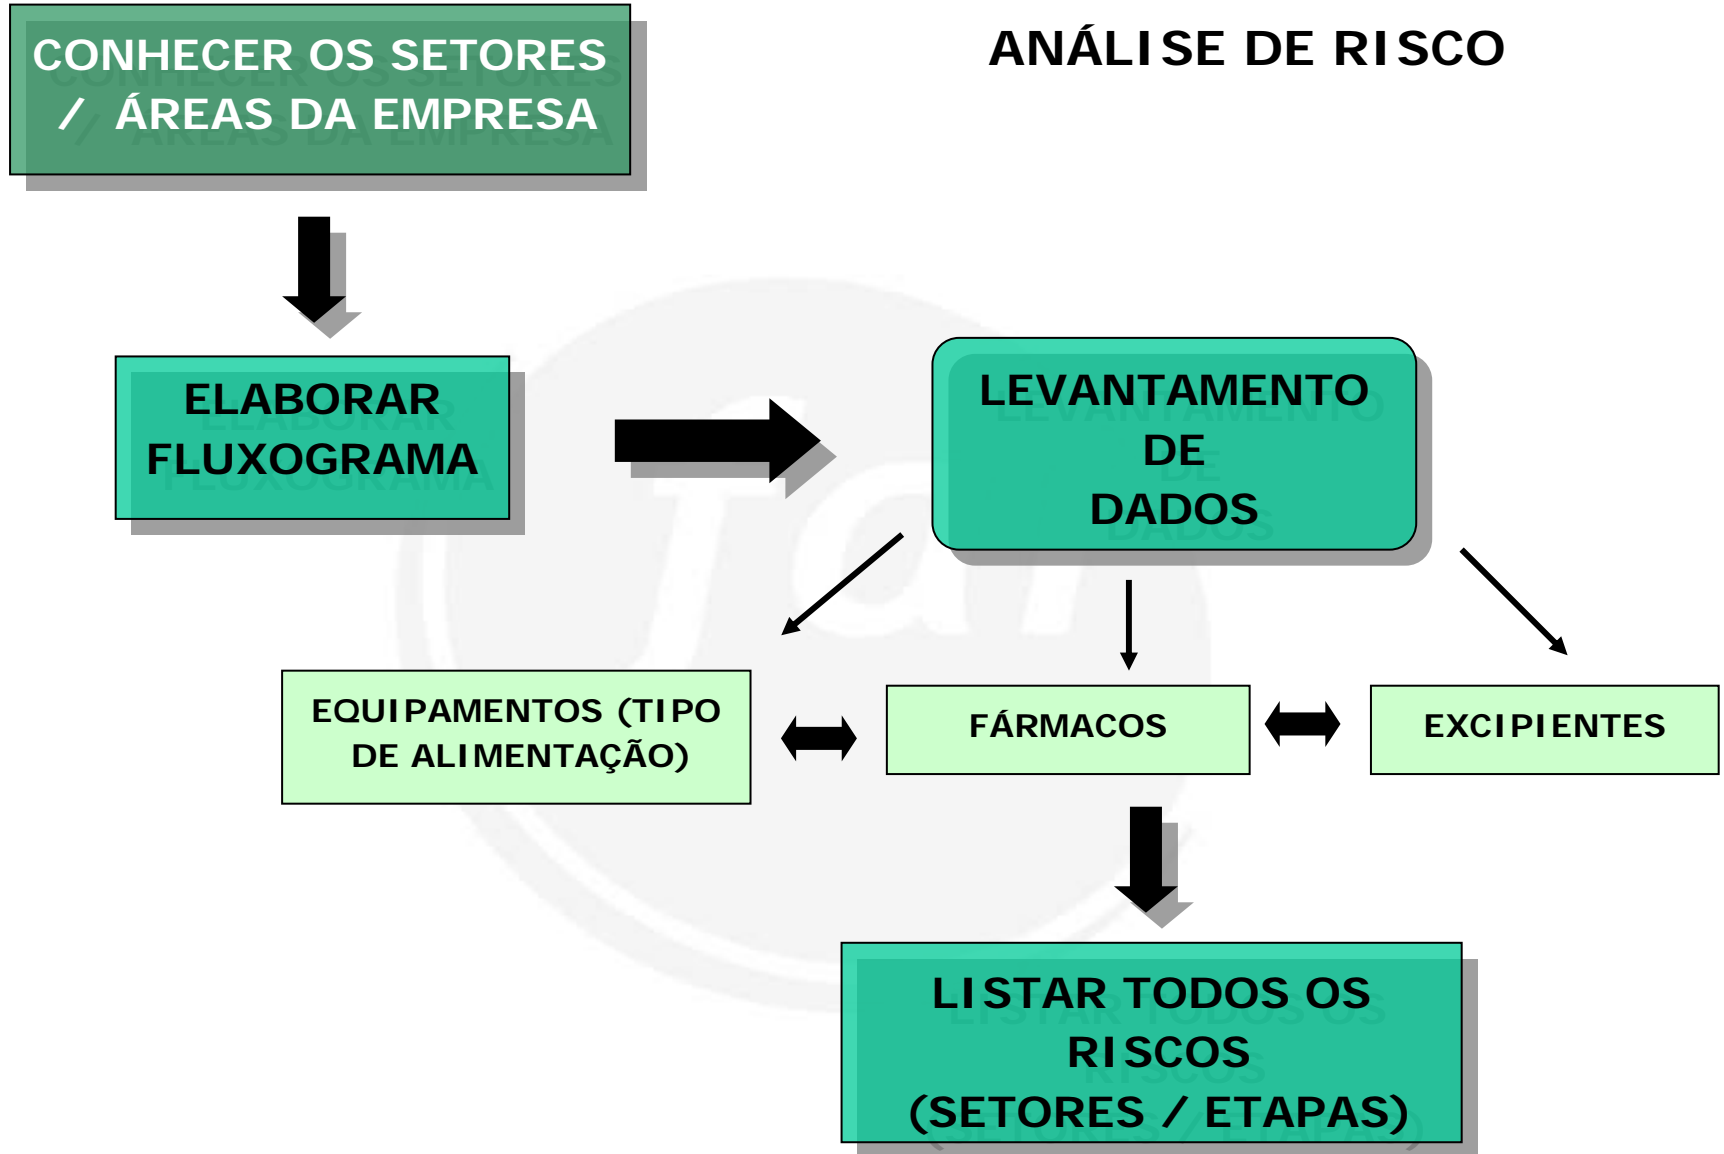 ANÁLISE DE RISCO
CONHECER OS SETORES
/ ÁREAS DA EMPRESA
ELABORAR
FLUXOGRAMA
LEVANTAMENTO
DE
DADOS
EQUIPAMENTOS (TIPO
DE ALIMENTAÇÃO)
FÁRMACOS
EXCIPIENTES
LISTAR TODOS OS
RISCOS
(SETORES / ETAPAS)